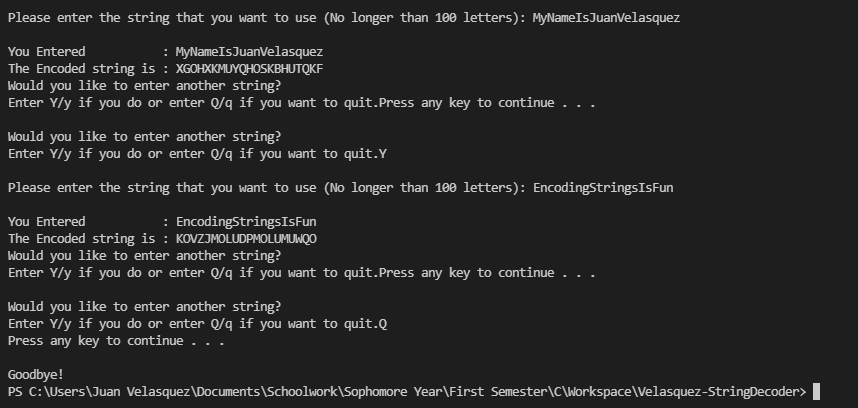 Please enter the string that you want to use (No longer than 100 letters): MyNameIsJuanVelasquez
You Entered          : MyNameIsJuanVelasquez
The Encoded string is : XGOHXKMUYQHOSKBHUTQKF
Would you like to enter another string?
Enter Y/y if you do or enter Q/q if you want to quit.Press any key to continue . . .
Would you like to enter another string?
Enter Y/y if you do or enter Q/q if you want to quit.Y
Please enter the string that you want to use (No longer than 100 letters): EncodingStringsIsFun
You Entered          : EncodingStringsIsFun
The Encoded string is : KOVZJMOLUDPMOLUMUWQO
Would you like to enter another string?
Enter Y/y if you do or enter Q/q if you want to quit.Press any key to continue . . .
Would you like to enter another string?
Enter Y/y if you do or enter Q/q if you want to quit.Q
Press any key to continue . . .
Goodbye!
PS C:\Users\Juan Velasquez\Documents\Schoolwork\Sophomore Year\First Semester\C\Workspace\Velasquez-StringDecoder>